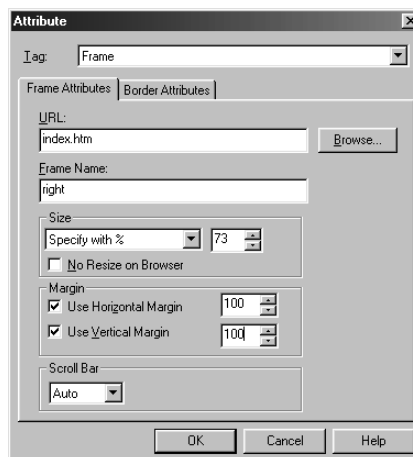 Attribute
Tag: Frame
Frame Attributes Border Attributes
URL:
index.htm Browse...
Frame Name:
right
Size
Specify with % 73
No Resize on Browser
Margin
Use Horizontal Margin 100
Use Vertical Margin 100
Scroll Bar
Auto
OK Cancel Help